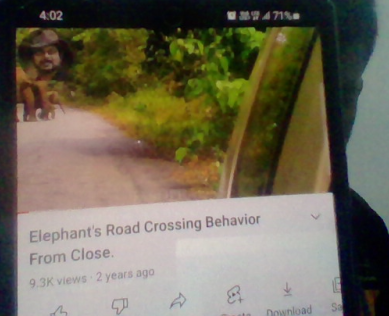 4:02
71%
Elephant's Road Crossing Behavior
From Close.
9.3K views · 2 years ago
Download